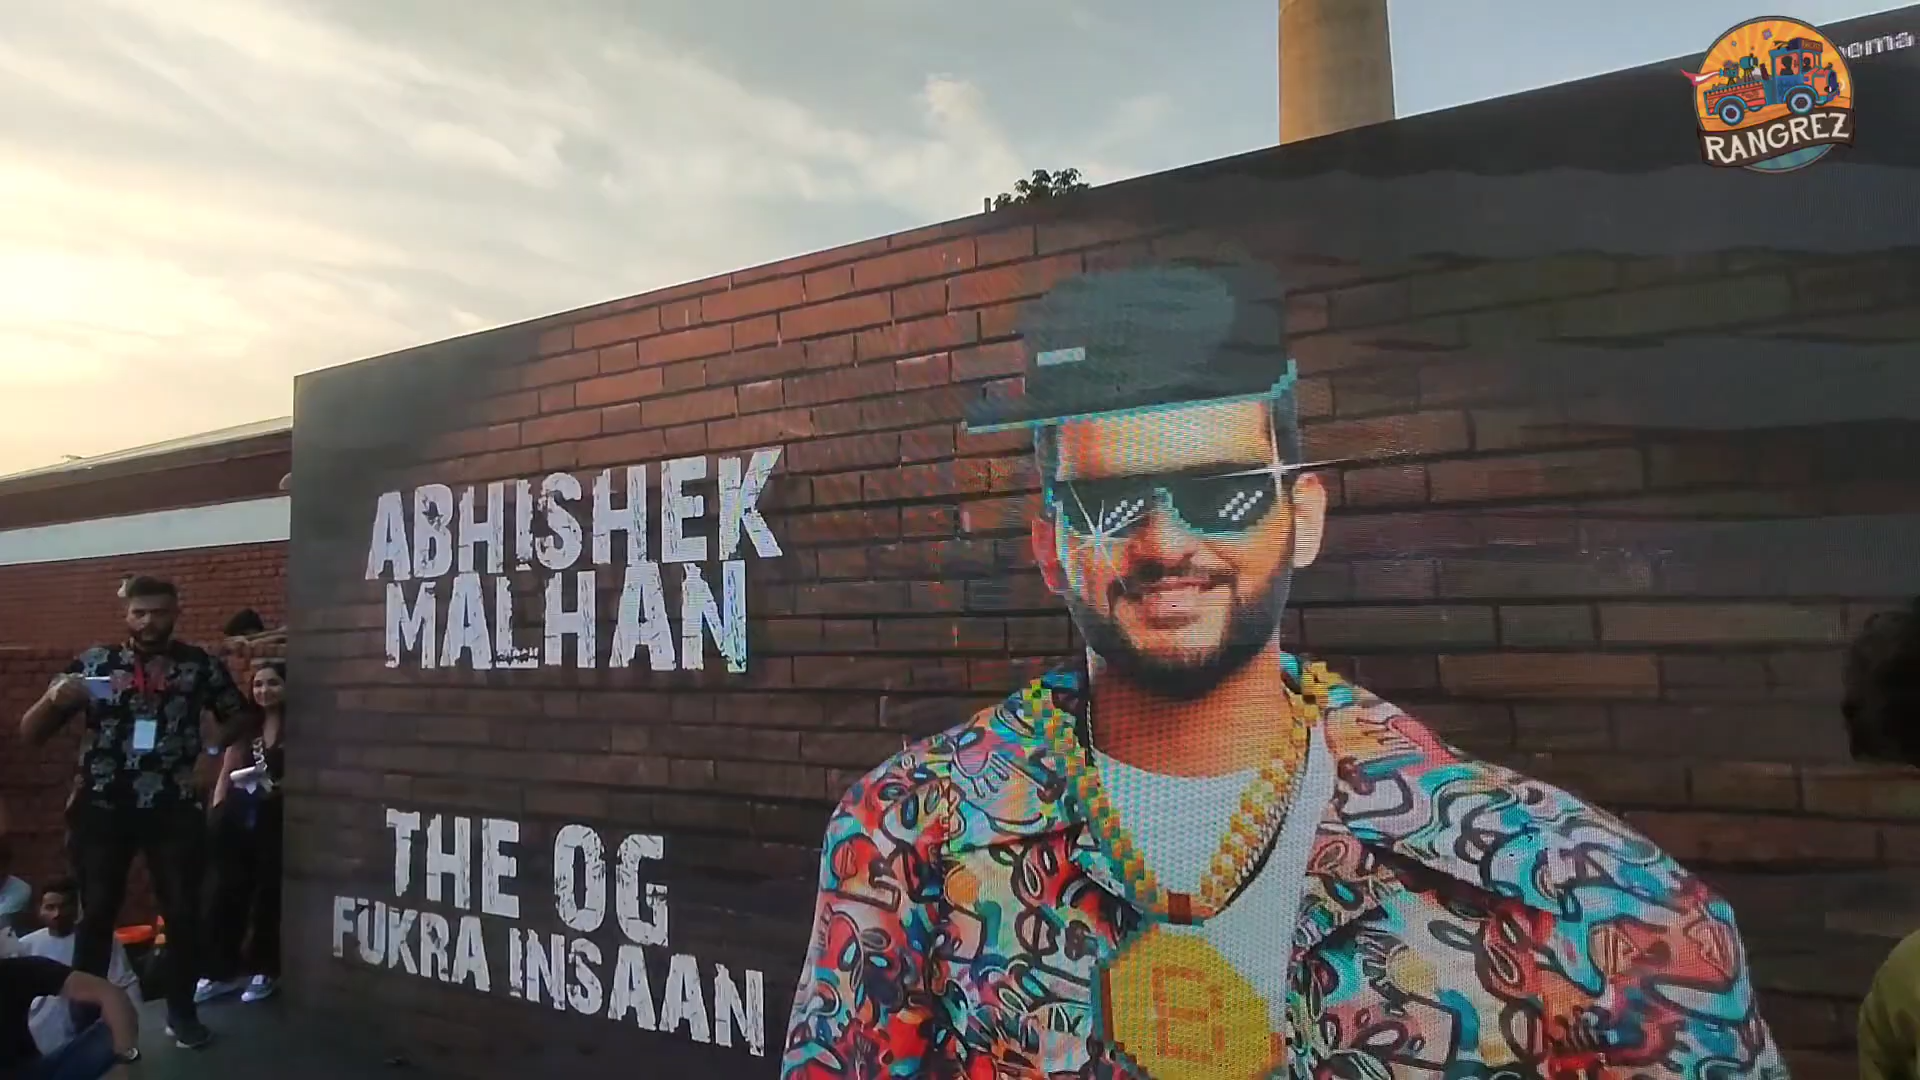 ABHISHEK
MALHAN
THE OG
FUKRA INSAAN
RANGREZ